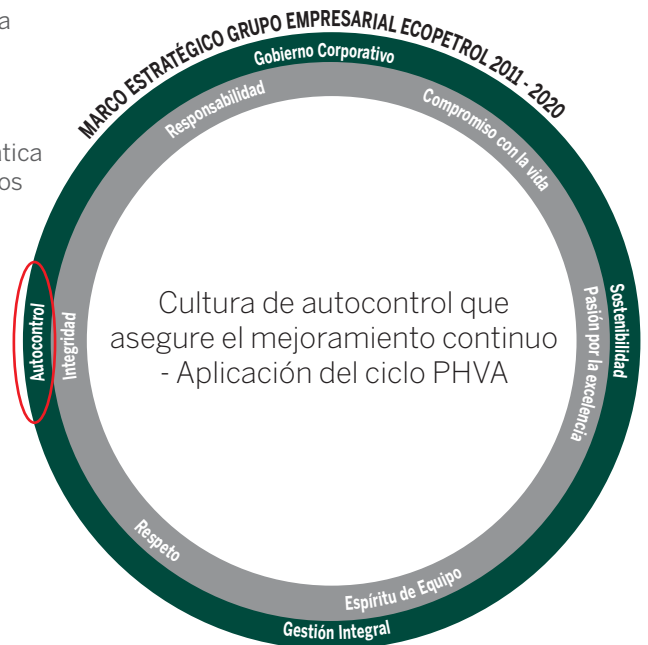 a
MARCO ESTRATÉGICO GRUPO EMPRESARIAL ECOPETROL 2011 - 2020
Gobierno Corporativo
Responsabilidad
Compromiso con la vida
os
Autocontrol
Integridad
Cultura de autocontrol que
asegure el mejoramiento continuo
- Aplicación del ciclo PHVA
Sostenibilidad
Pasión por la excelencia
Respeto
Espíritu de Equipo
Gestión Integral